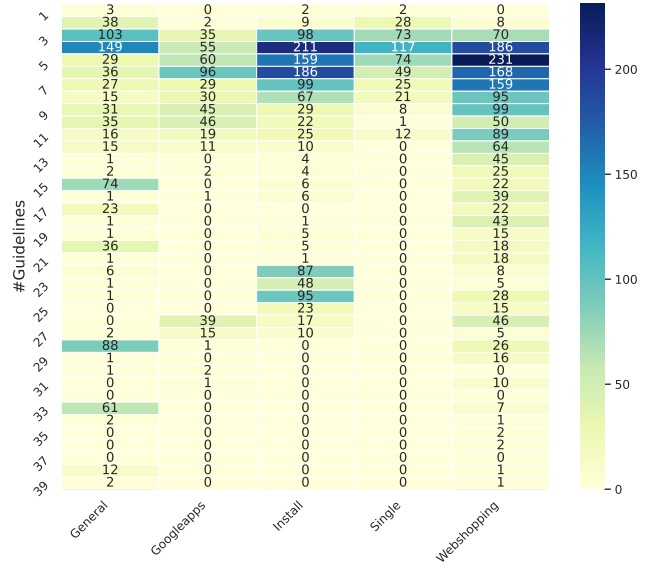 #Guidelines
1 3 0 2 2 0
38 2 9 28 8
3 103 35 98 73 70
149 55 211 117 186
5 29 60 159 74 231
36 96 186 49 168
7 27 29 99 25 159
15 30 67 21 95
9 31 45 29 8 99
35 46 22 1 50
11 16 19 25 12 89
15 11 10 0 64
13 1 0 4 0 45
2 2 4 0 25
15 74 0 6 0 22
1 1 6 0 39
17 23 0 0 0 22
1 0 1 0 43
19 1 0 5 0 15
36 0 5 0 18
21 1 0 1 0 18
6 0 87 0 8
23 1 0 48 0 5
1 0 95 0 28
25 0 0 23 0 15
0 39 17 0 46
27 2 15 10 0 5
88 1 0 0 26
29 1 0 0 0 16
1 2 0 0 0
31 0 1 0 0 10
0 0 0 0 0
33 61 0 0 0 7
2 0 0 0 1
35 0 0 0 0 2
0 0 0 0 2
37 0 0 0 0 0
12 0 0 0 1
39 2 0 0 0 1
General Googleapps Install Single Webshopping
200
150
100
50
0